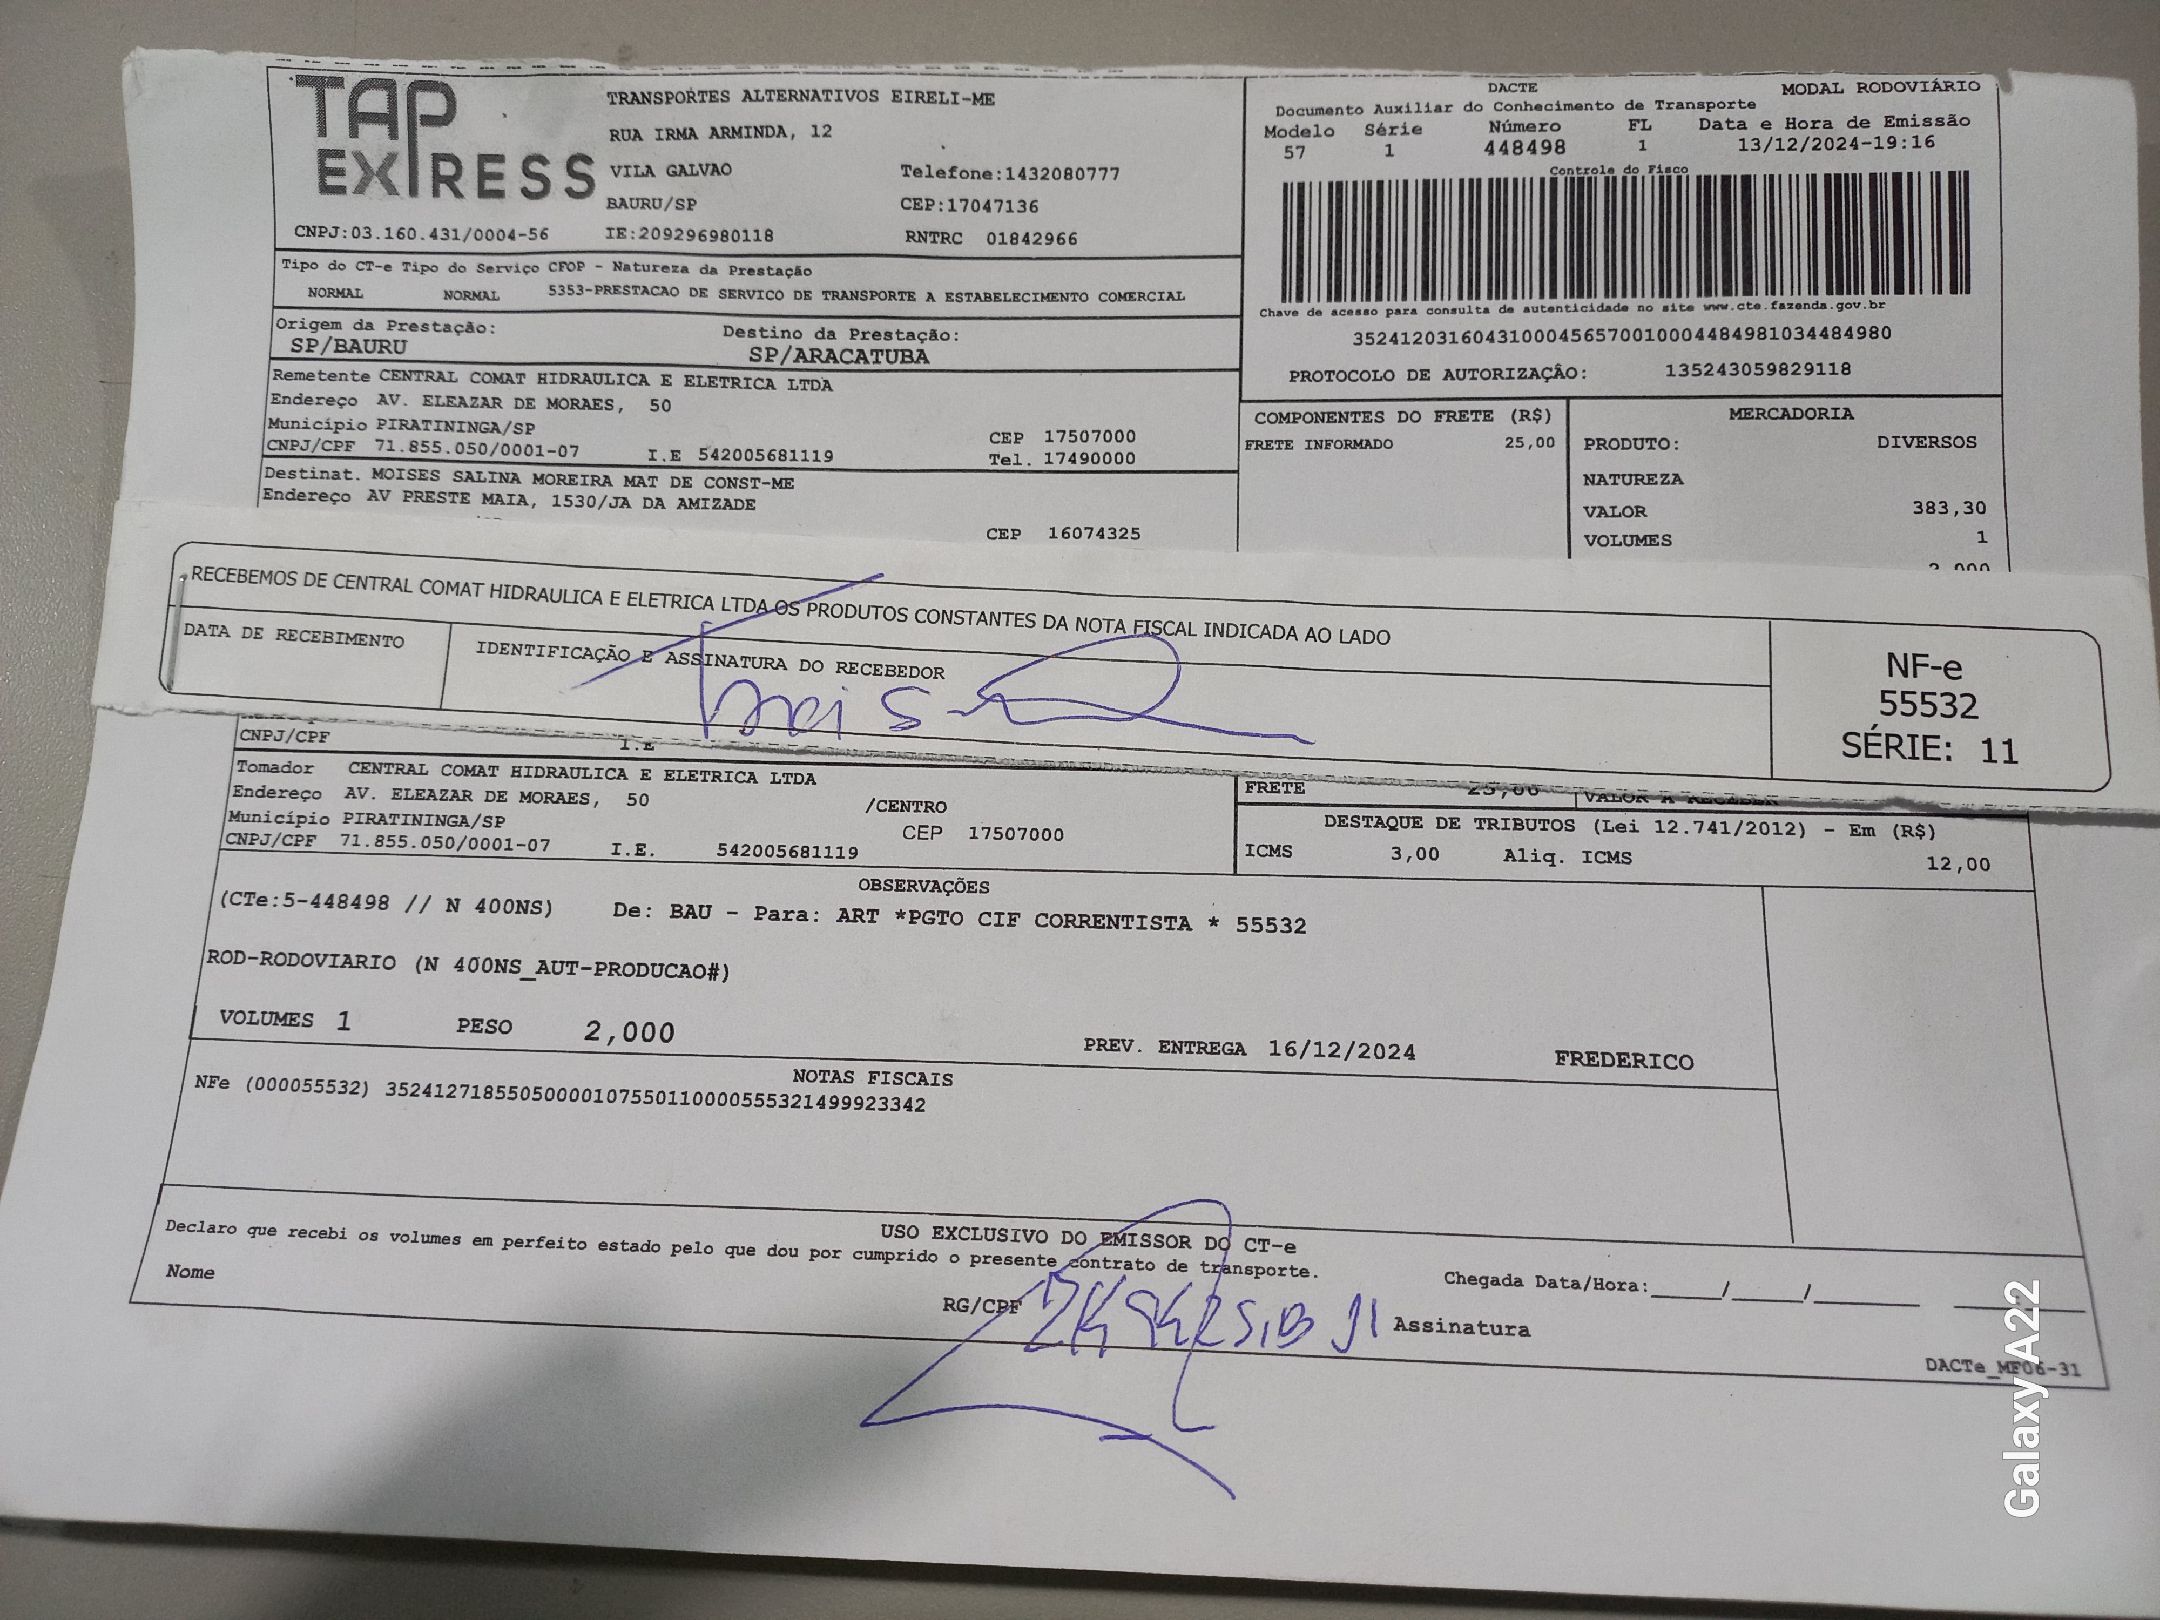 TAP EXPRESS
TRANSPORTES ALTERNATIVOS EIRELI-ME
RUA IRMA ARMINDA, 12
VILA GALVAO Telefone:1432080777
BAURU/SP CEP:17047136
CNPJ:03.160.431/0004-56 IE:209296980118 RNTRC 01842966
DACTE MODAL RODOVIÁRIO
Documento Auxiliar do Conhecimento de Transporte
Modelo Série Número FL Data e Hora de Emissão
57 1 448498 1 13/12/2024-19:16
Controle do Fisco
Chave de acesso para consulta de autenticidade no site www.cte.fazenda.gov.br
35241203160431000456570010004484981034484980
PROTOCOLO DE AUTORIZAÇÃO: 135243059829118
Tipo do CT-e Tipo do Serviço CFOP - Natureza da Prestação
NORMAL NORMAL 5353-PRESTACAO DE SERVICO DE TRANSPORTE A ESTABELECIMENTO COMERCIAL
Origem da Prestação: Destino da Prestação:
SP/BAURU SP/ARACATUBA
Remetente CENTRAL COMAT HIDRAULICA E ELETRICA LTDA
Endereço AV. ELEAZAR DE MORAES, 50
Município PIRATININGA/SP CEP 17507000
CNPJ/CPF 71.855.050/0001-07 I.E 542005681119 Tel. 17490000
Destinat. MOISES SALINA MOREIRA MAT DE CONST-ME
Endereço AV PRESTE MAIA, 1530/JA DA AMIZADE
CEP 16074325
COMPONENTES DO FRETE (R$)
FRETE INFORMADO 25,00
MERCADORIA
PRODUTO: DIVERSOS
NATUREZA
VALOR 383,30
VOLUMES 1
2,000
RECEBEMOS DE CENTRAL COMAT HIDRAULICA E ELETRICA LTDA OS PRODUTOS CONSTANTES DA NOTA FISCAL INDICADA AO LADO
DATA DE RECEBIMENTO
IDENTIFICAÇÃO E ASSINATURA DO RECEBEDOR
NF-e
55532
SÉRIE: 11
CNPJ/CPF I.E
Tomador CENTRAL COMAT HIDRAULICA E ELETRICA LTDA
Endereço AV. ELEAZAR DE MORAES, 50 /CENTRO
Município PIRATININGA/SP CEP 17507000
CNPJ/CPF 71.855.050/0001-07 I.E. 542005681119
FRETE 25,00 VALOR A RECEBER
DESTAQUE DE TRIBUTOS (Lei 12.741/2012) - Em (R$)
ICMS 3,00 Aliq. ICMS 12,00
OBSERVAÇÕES
(CTe:5-448498 // N 400NS) De: BAU - Para: ART *PGTO CIF CORRENTISTA * 55532
ROD-RODOVIARIO (N 400NS_AUT-PRODUCAO#)
VOLUMES 1 PESO 2,000 PREV. ENTREGA 16/12/2024 FREDERICO
NOTAS FISCAIS
NFe (000055532) 35241271855050000107550110000555321499923342
USO EXCLUSIVO DO EMISSOR DO CT-e
Declaro que recebi os volumes em perfeito estado pelo que dou por cumprido o presente contrato de transporte.
Nome RG/CPF Assinatura
Chegada Data/Hora:_____/_____/________
DACTe_MF06-31
Galaxy A22